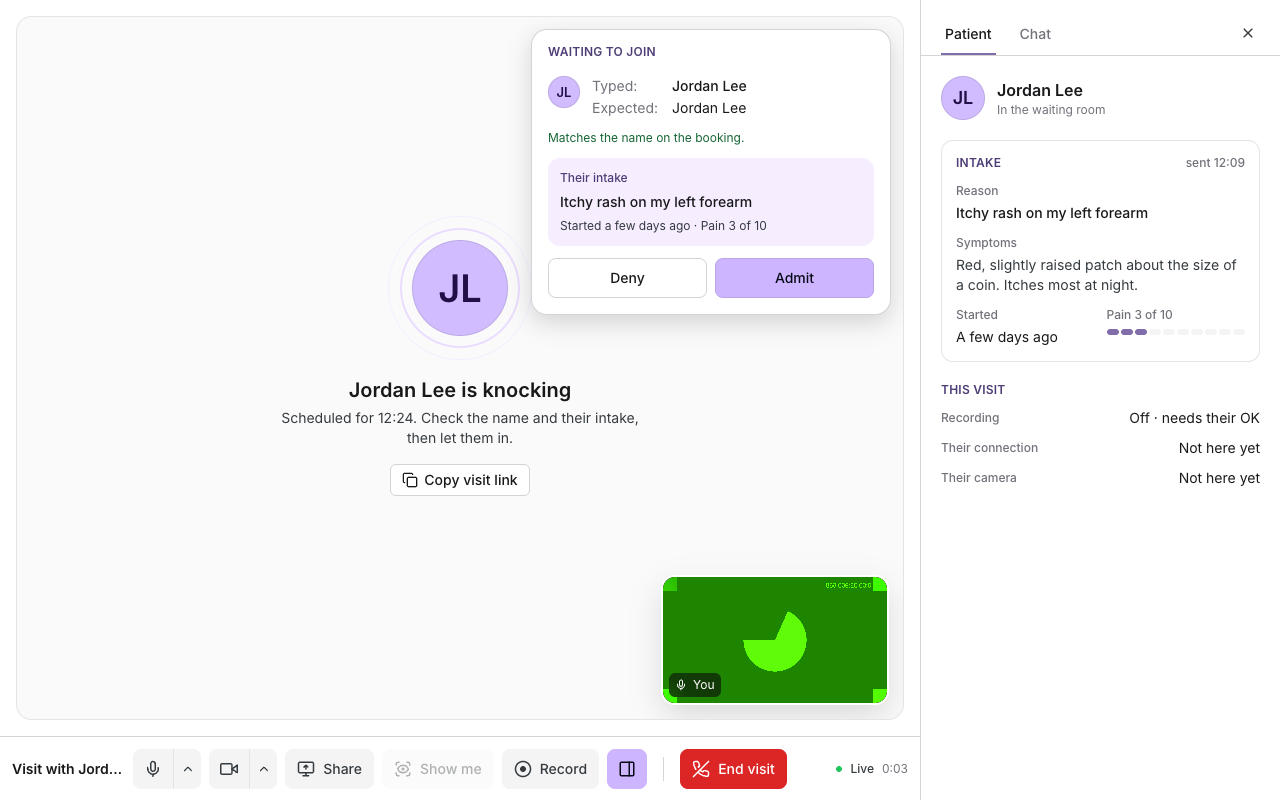 WAITING TO JOIN
JL
Typed: Jordan Lee
Expected: Jordan Lee
Matches the name on the booking.
Their intake
Itchy rash on my left forearm
Started a few days ago · Pain 3 of 10
Deny
Admit
JL
Jordan Lee is knocking
Scheduled for 12:24. Check the name and their intake,
then let them in.
Copy visit link
You
Visit with Jord...
Share
Show me
Record
End visit
Live 0:03
Patient
Chat
JL
Jordan Lee
In the waiting room
INTAKE
sent 12:09
Reason
Itchy rash on my left forearm
Symptoms
Red, slightly raised patch about the size of
a coin. Itches most at night.
Started
A few days ago
Pain 3 of 10
THIS VISIT
Recording
Off · needs their OK
Their connection
Not here yet
Their camera
Not here yet